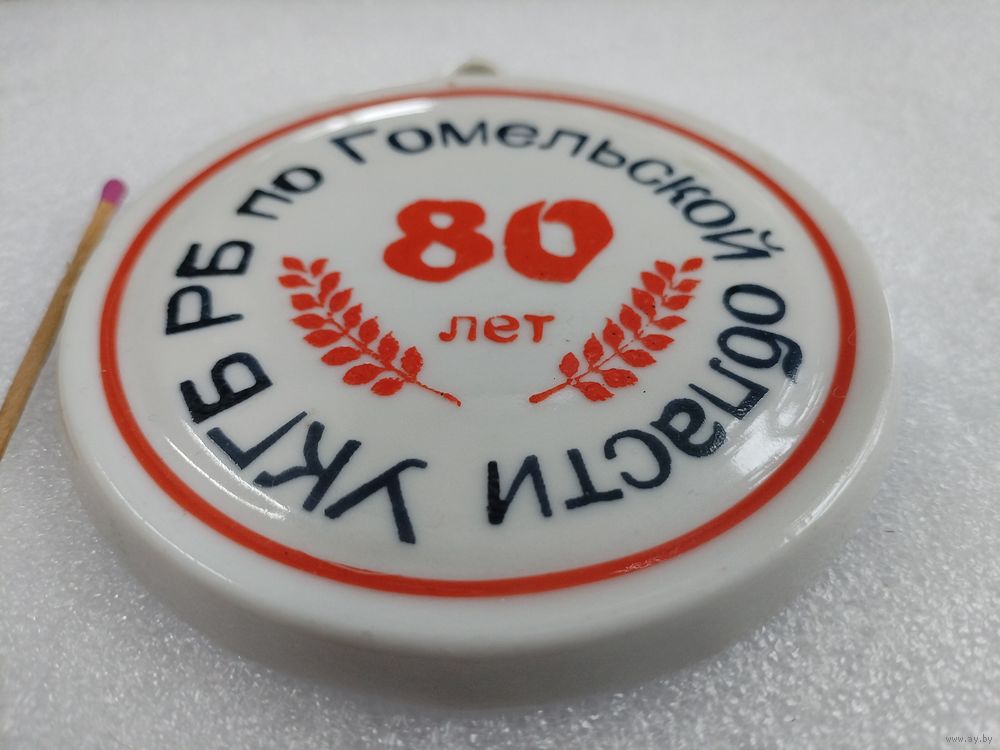 УКГБ РБ по Гомельской области
80
лет
www.ay.by